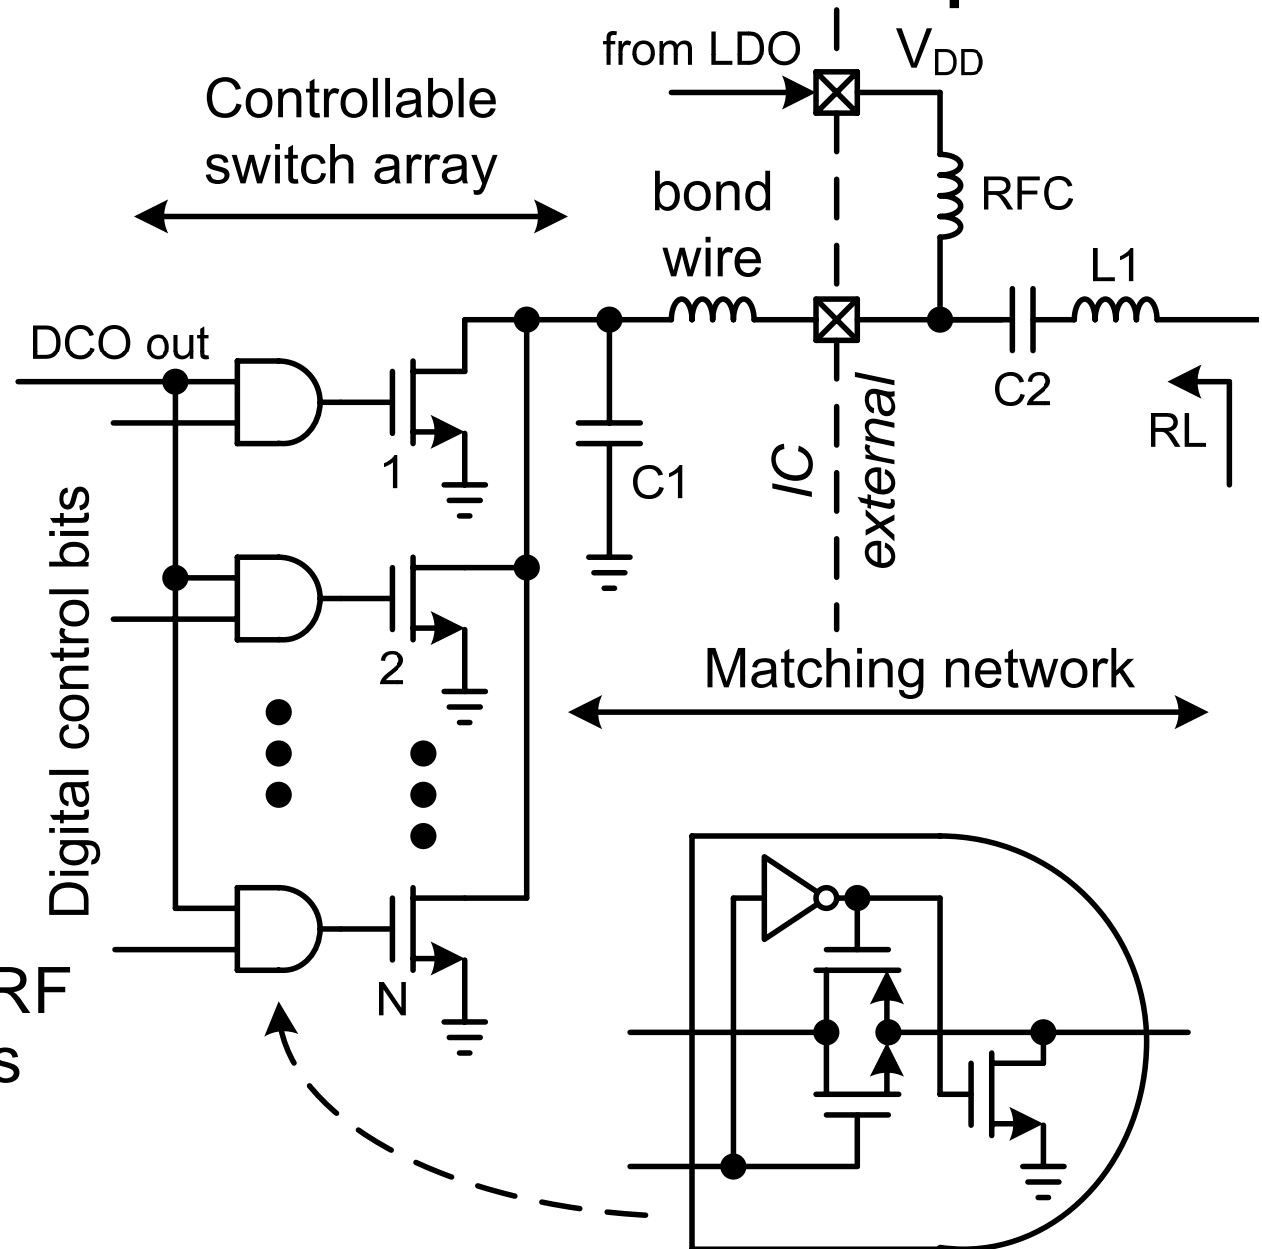 from LDO
V_DD
Controllable
switch array
bond
wire
RFC
L1
DCO out
C2
RL
1
C1
IC
external
Digital control bits
2
Matching network
N
RF
s